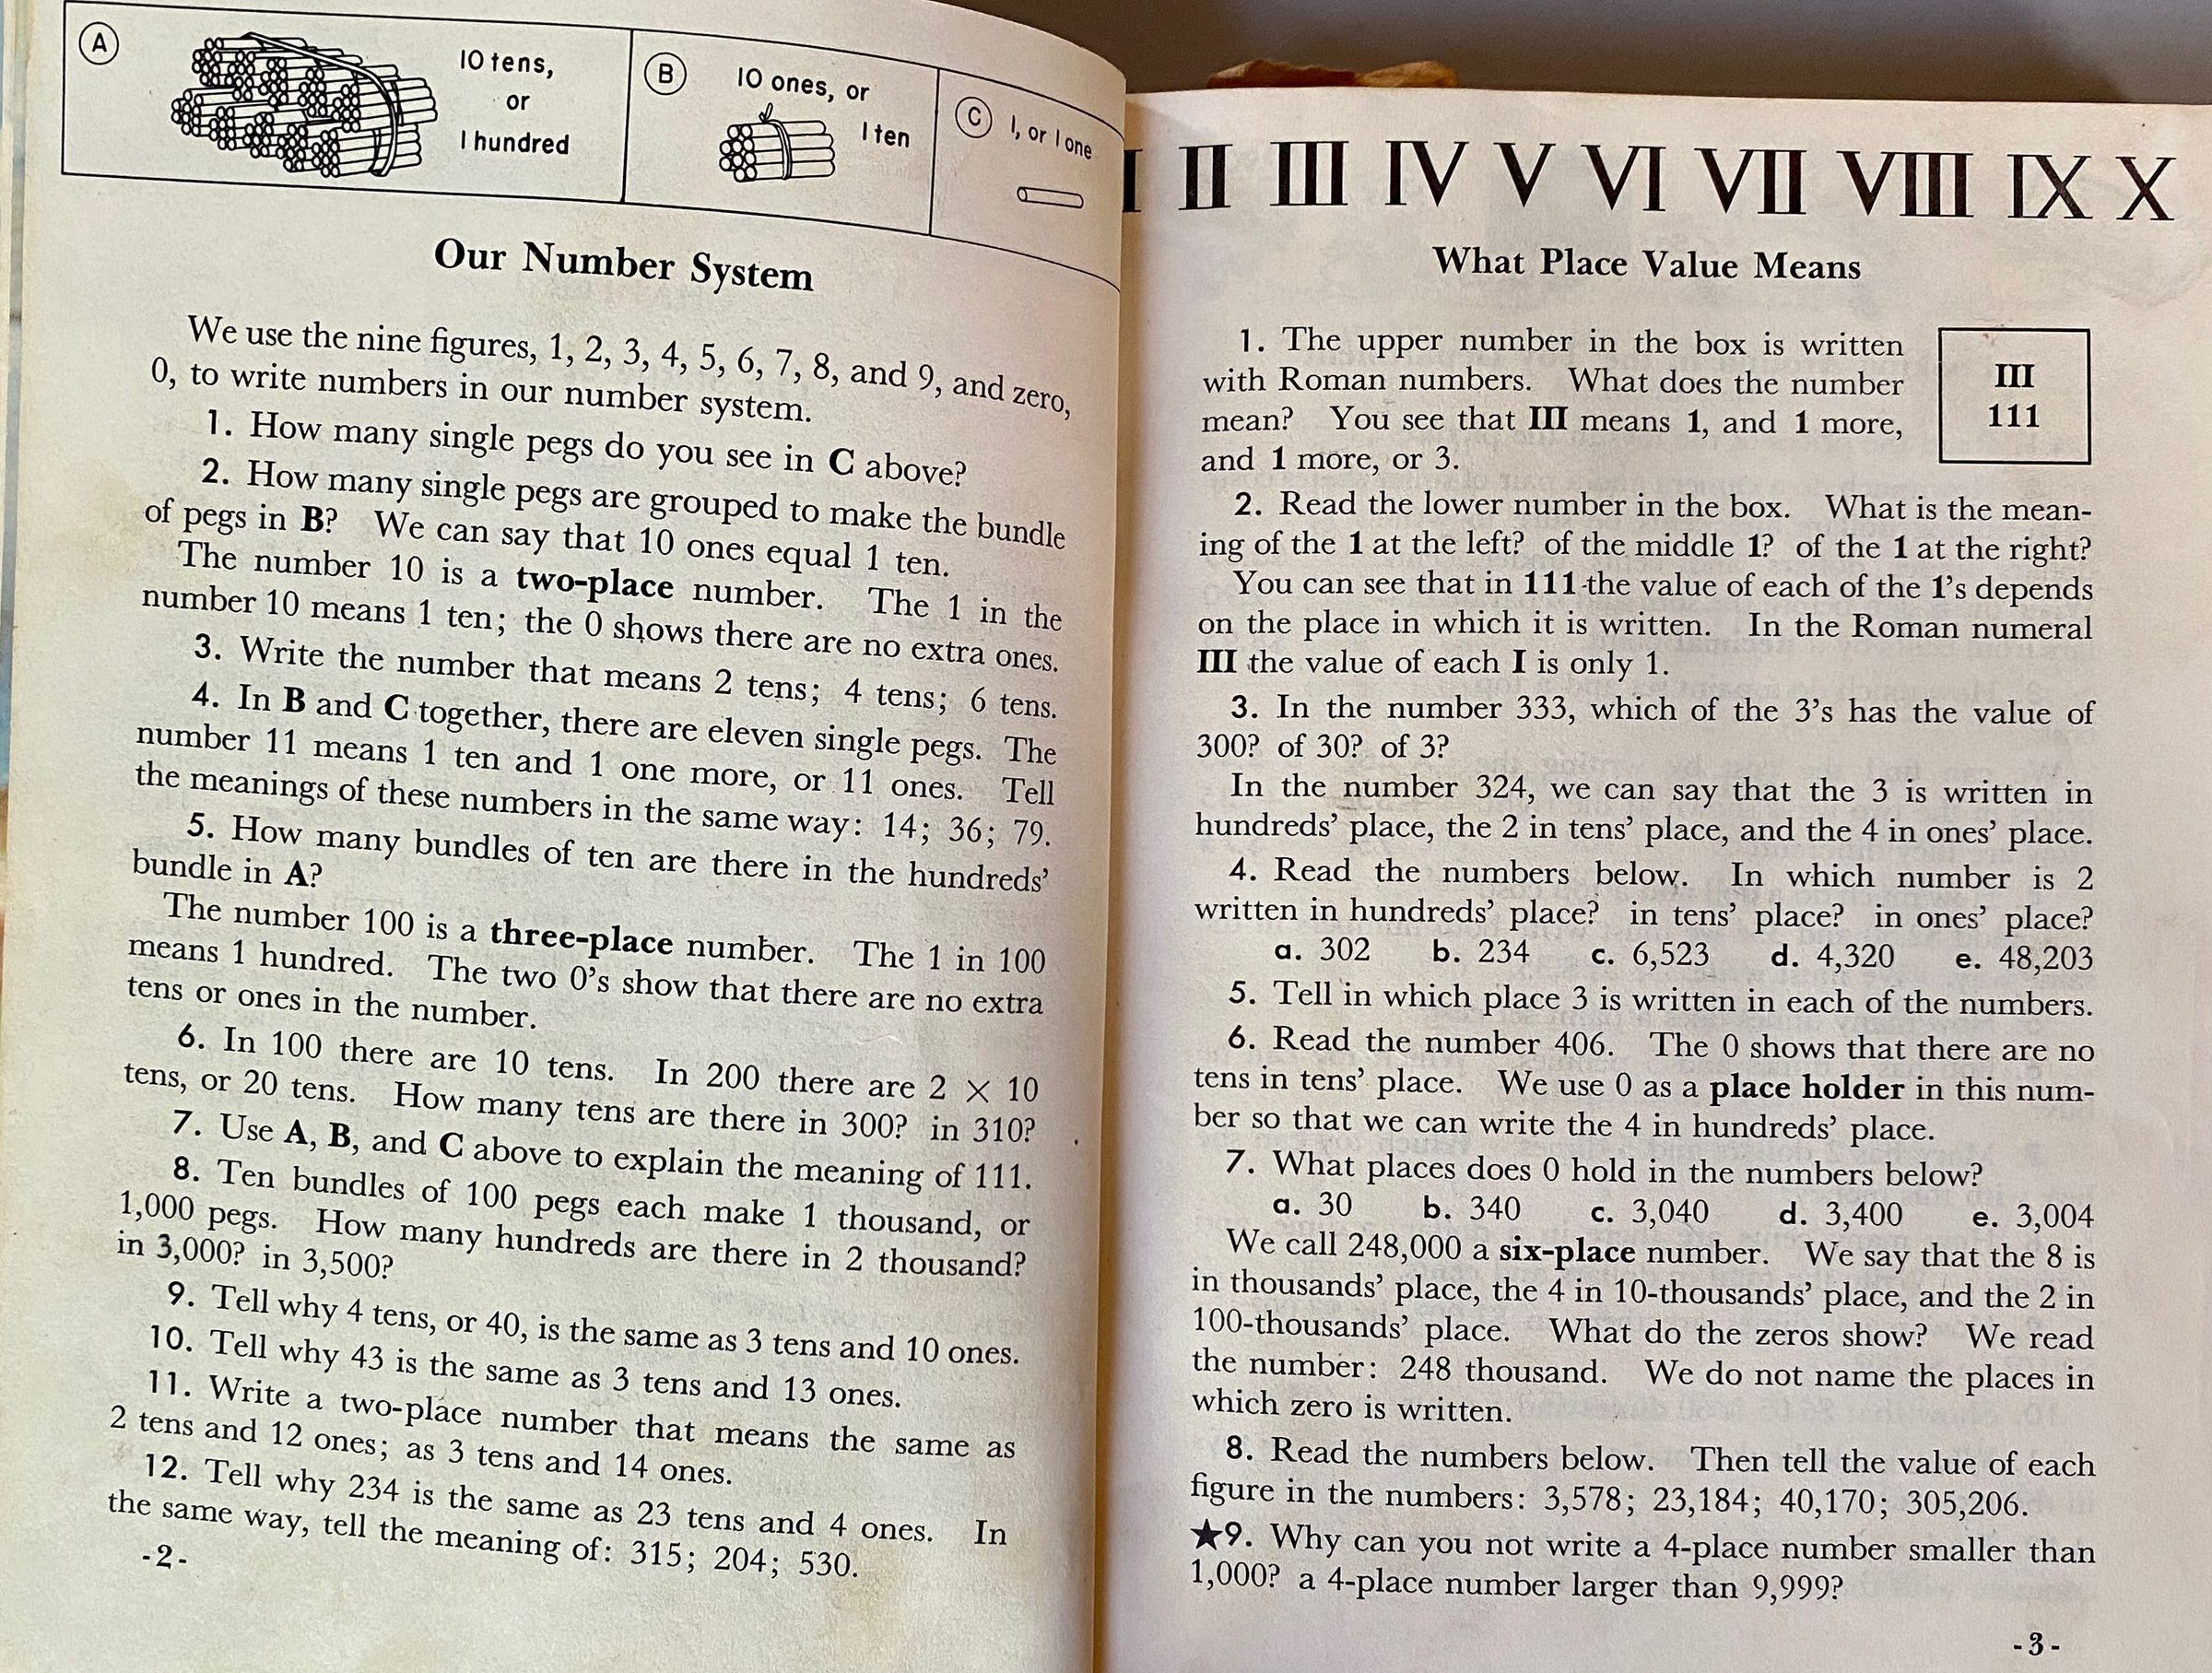 A
10 tens,
or
1 hundred
B
10 ones, or
1 ten
C
1, or 1 one
Our Number System
We use the nine figures, 1, 2, 3, 4, 5, 6, 7, 8, and 9, and zero,
0, to write numbers in our number system.
1. How many single pegs do you see in C above?
2. How many single pegs are grouped to make the bundle
of pegs in B? We can say that 10 ones equal 1 ten.
The number 10 is a two-place number. The 1 in the
number 10 means 1 ten; the 0 shows there are no extra ones.
3. Write the number that means 2 tens; 4 tens; 6 tens.
4. In B and C together, there are eleven single pegs. The
number 11 means 1 ten and 1 one more, or 11 ones. Tell
the meanings of these numbers in the same way: 14; 36; 79.
5. How many bundles of ten are there in the hundreds'
bundle in A?
The number 100 is a three-place number. The 1 in 100
means 1 hundred. The two 0's show that there are no extra
tens or ones in the number.
6. In 100 there are 10 tens. In 200 there are 2 × 10
tens, or 20 tens. How many tens are there in 300? in 310?
7. Use A, B, and C above to explain the meaning of 111.
8. Ten bundles of 100 pegs each make 1 thousand, or
1,000 pegs. How many hundreds are there in 2 thousand?
in 3,000? in 3,500?
9. Tell why 4 tens, or 40, is the same as 3 tens and 10 ones.
10. Tell why 43 is the same as 3 tens and 13 ones.
11. Write a two-place number that means the same as
2 tens and 12 ones; as 3 tens and 14 ones.
12. Tell why 234 is the same as 23 tens and 4 ones. In
the same way, tell the meaning of: 315; 204; 530.
-2-
I II III IV V VI VII VIII IX X
What Place Value Means
1. The upper number in the box is written
with Roman numbers. What does the number
mean? You see that III means 1, and 1 more,
and 1 more, or 3.
III
111
2. Read the lower number in the box. What is the mean-
ing of the 1 at the left? of the middle 1? of the 1 at the right?
You can see that in 111 the value of each of the 1's depends
on the place in which it is written. In the Roman numeral
III the value of each I is only 1.
3. In the number 333, which of the 3's has the value of
300? of 30? of 3?
In the number 324, we can say that the 3 is written in
hundreds' place, the 2 in tens' place, and the 4 in ones' place.
4. Read the numbers below. In which number is 2
written in hundreds' place? in tens' place? in ones' place?
a. 302 b. 234 c. 6,523 d. 4,320 e. 48,203
5. Tell in which place 3 is written in each of the numbers.
6. Read the number 406. The 0 shows that there are no
tens in tens' place. We use 0 as a place holder in this num-
ber so that we can write the 4 in hundreds' place.
7. What places does 0 hold in the numbers below?
a. 30 b. 340 c. 3,040 d. 3,400 e. 3,004
We call 248,000 a six-place number. We say that the 8 is
in thousands' place, the 4 in 10-thousands' place, and the 2 in
100-thousands' place. What do the zeros show? We read
the number: 248 thousand. We do not name the places in
which zero is written.
8. Read the numbers below. Then tell the value of each
figure in the numbers: 3,578; 23,184; 40,170; 305,206.
★9. Why can you not write a 4-place number smaller than
1,000? a 4-place number larger than 9,999?
-3-